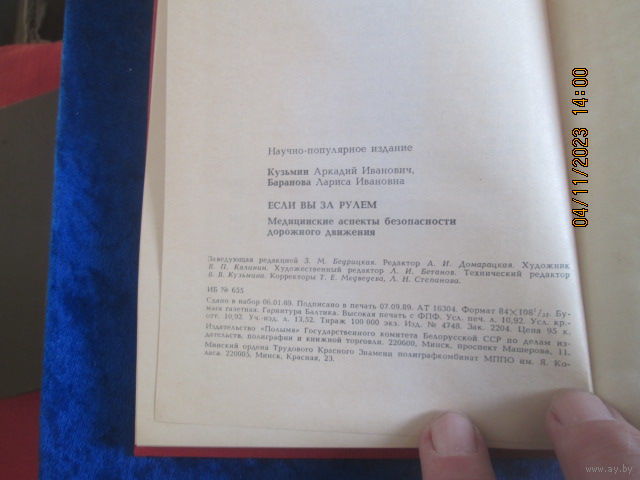 Научно-популярное издание
Кузьмин Аркадий Иванович,
Баранова Лариса Ивановна
ЕСЛИ ВЫ ЗА РУЛЕМ
Медицинские аспекты безопасности
дорожного движения
Заведующая редакцией З. М. Бедрицкая. Редактор А. И. Домарацкая. Художник
В. П. Калинин. Художественный редактор Л. И. Бетанов. Технический редактор
В. В. Кузьмина. Корректоры Т. Е. Медведева, Л. Н. Степанова.
ИБ № 655
Сдано в набор 06.01.89. Подписано в печать 07.09.89. АТ 16304. Формат 84×108¹/₃₂. Бу-
мага газетная. Гарнитура Балтика. Высокая печать с ФПФ. Усл. печ. л. 10,92. Усл. кр.-
отт. 10,92. Уч.-изд. л. 13,52. Тираж 100 000 экз. Изд. № 4748. Зак. 2204. Цена 95 к.
Издательство «Полымя» Государственного комитета Белорусской ССР по делам из-
дательств, полиграфии и книжной торговли. 220600, Минск, проспект Машерова, 11.
Минский ордена Трудового Красного Знамени полиграфкомбинат МППО им. Я. Ко-
ласа. 220005, Минск, Красная, 23.
04/11/2023 14:00
www.ay.by